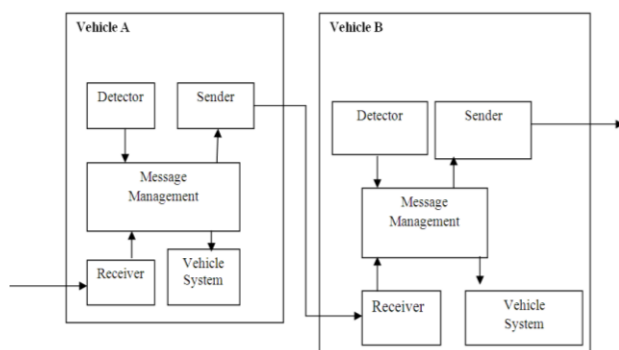 Vehicle A
Detector
Sender
Message
Management
Receiver
Vehicle
System
Vehicle B
Detector
Sender
Message
Management
Receiver
Vehicle
System